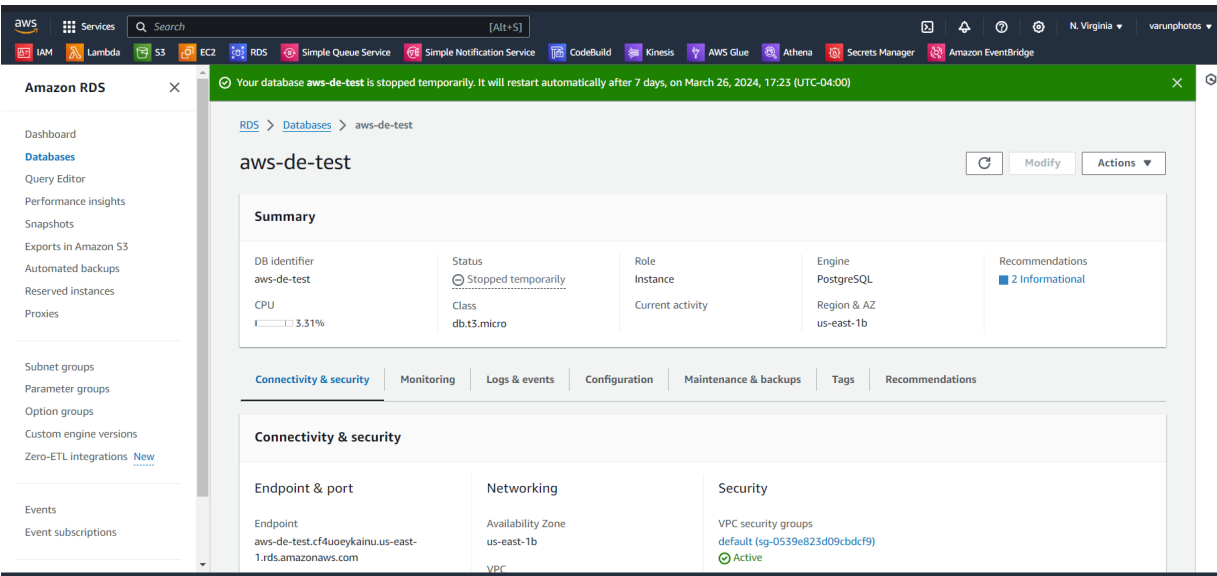 aws
Services
Search
[Alt+S]
N. Virginia
varunphotos
IAM
Lambda
S3
EC2
RDS
Simple Queue Service
Simple Notification Service
CodeBuild
Kinesis
AWS Glue
Athena
Secrets Manager
Amazon EventBridge
Amazon RDS
Dashboard
Databases
Query Editor
Performance insights
Snapshots
Exports in Amazon S3
Automated backups
Reserved instances
Proxies
Subnet groups
Parameter groups
Option groups
Custom engine versions
Zero-ETL integrations New
Events
Event subscriptions
Your database aws-de-test is stopped temporarily. It will restart automatically after 7 days, on March 26, 2024, 17:23 (UTC-04:00)
RDS > Databases > aws-de-test
aws-de-test
Modify
Actions
Summary
DB identifier
aws-de-test
CPU
3.31%
Status
Stopped temporarily
Class
db.t3.micro
Role
Instance
Current activity
Engine
PostgreSQL
Region & AZ
us-east-1b
Recommendations
2 Informational
Connectivity & security
Monitoring
Logs & events
Configuration
Maintenance & backups
Tags
Recommendations
Connectivity & security
Endpoint & port
Endpoint
aws-de-test.cf4uoeykainu.us-east-
1.rds.amazonaws.com
Networking
Availability Zone
us-east-1b
VPC
Security
VPC security groups
default (sg-0539e823d09cbdcf9)
Active